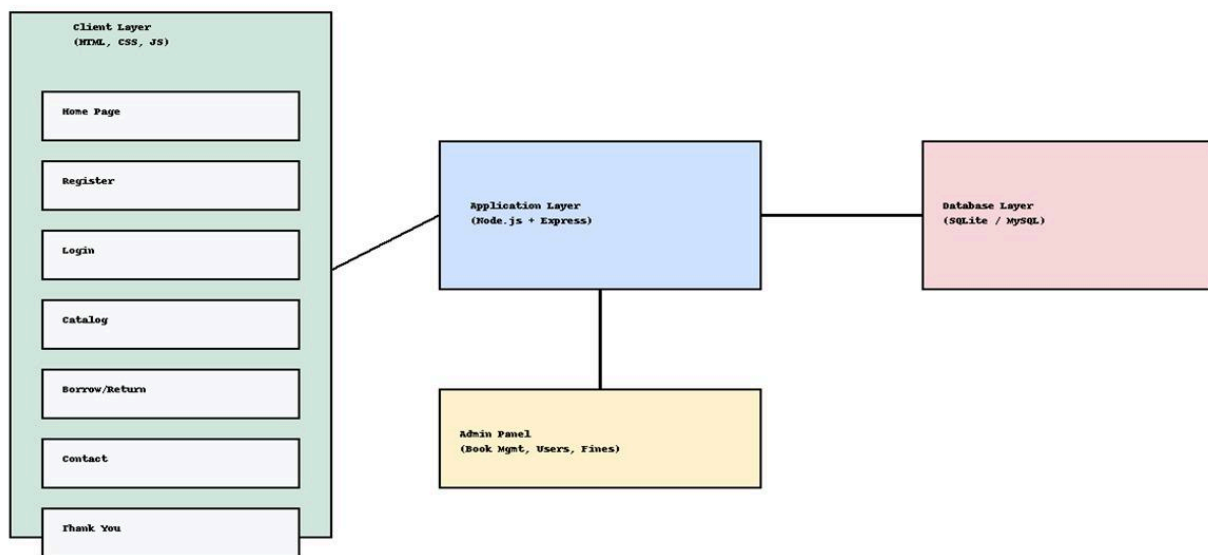 Client Layer
(HTML, CSS, JS)
Home Page
Register
Login
Catalog
Borrow/Return
Contact
Thank You
Application Layer
(Node.js + Express)
Admin Panel
(Book Mgmt, Users, Fines)
Database Layer
(SQLite / MySQL)